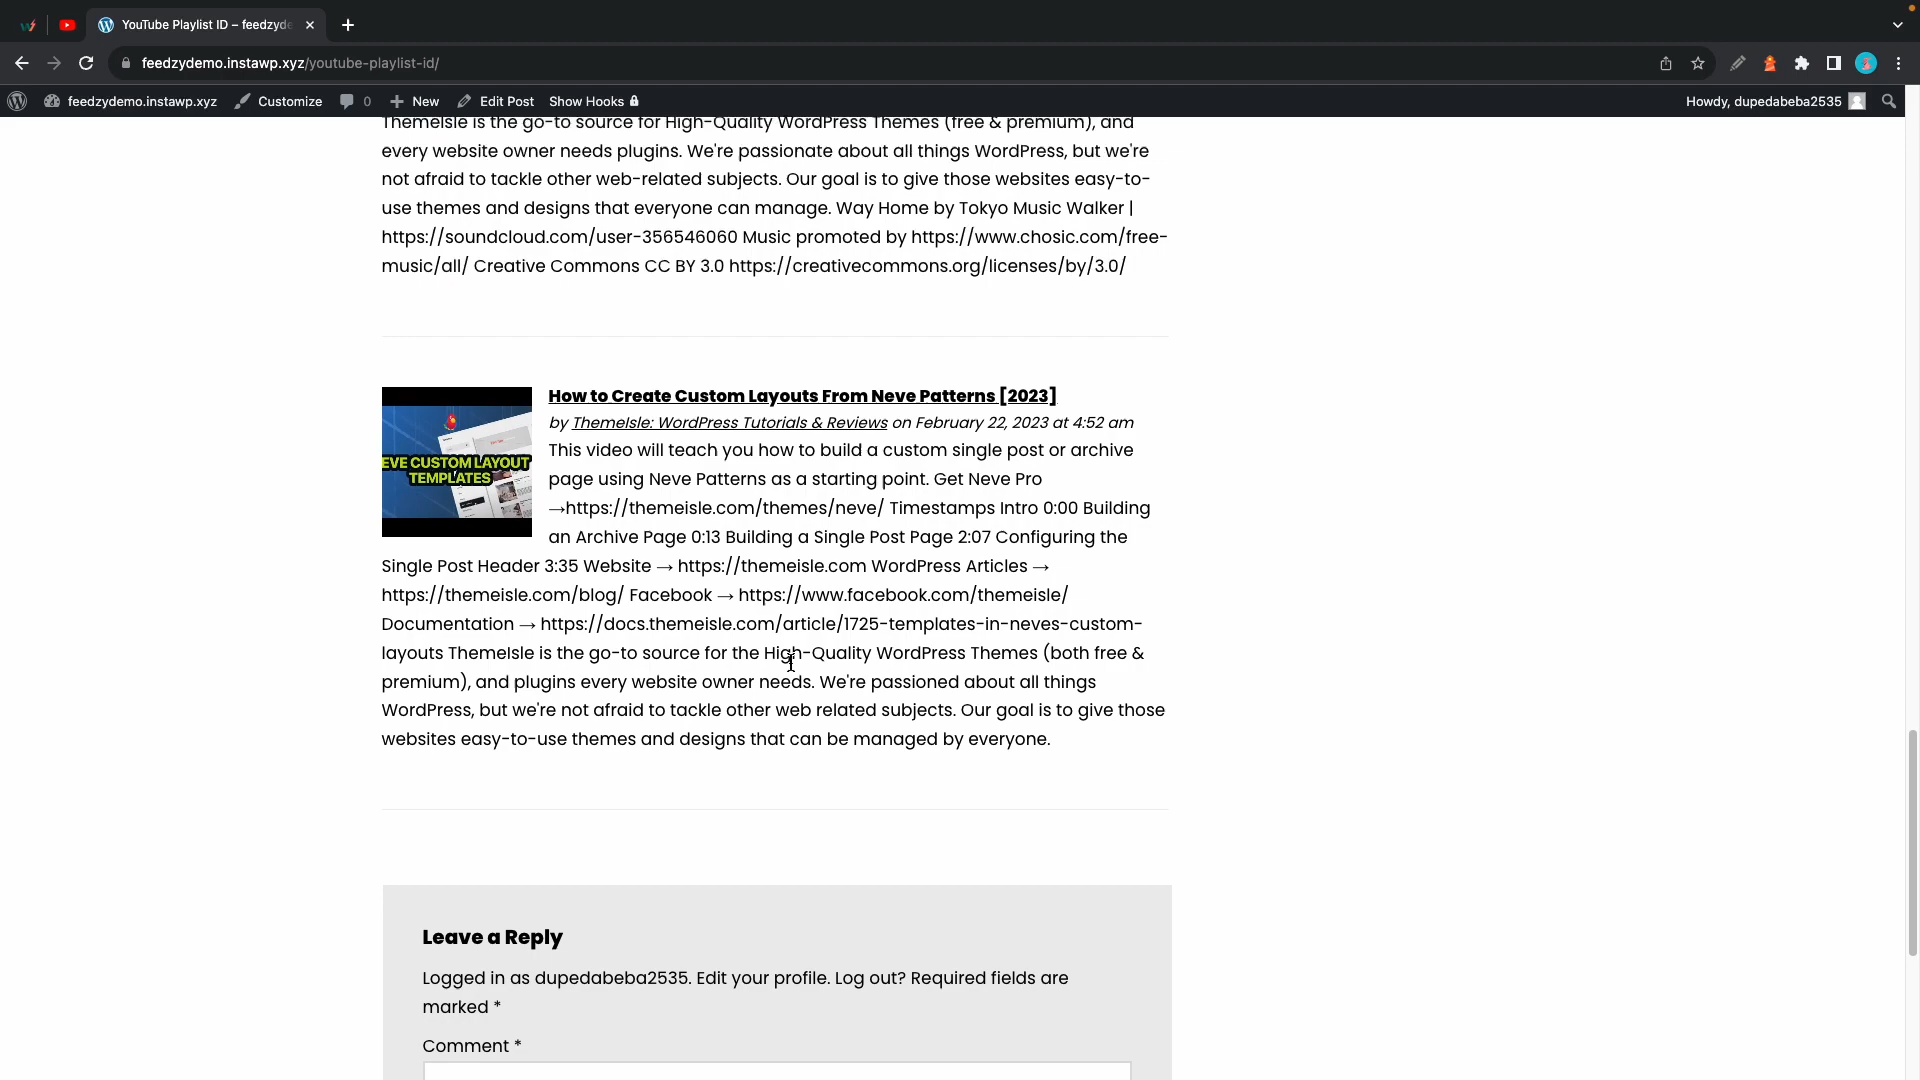 YouTube Playlist ID – feedzyde
feedzydemo.instawp.xyz/youtube-playlist-id/
feedzydemo.instawp.xyz Customize 0 New Edit Post Show Hooks Howdy, dupedabeba2535
ThemeIsle is the go-to source for High-Quality WordPress Themes (free & premium), and
every website owner needs plugins. We're passionate about all things WordPress, but we're
not afraid to tackle other web-related subjects. Our goal is to give those websites easy-to-
use themes and designs that everyone can manage. Way Home by Tokyo Music Walker |
https://soundcloud.com/user-356546060 Music promoted by https://www.chosic.com/free-
music/all/ Creative Commons CC BY 3.0 https://creativecommons.org/licenses/by/3.0/
EVE CUSTOM LAYOUT
TEMPLATES
How to Create Custom Layouts From Neve Patterns [2023]
by ThemeIsle: WordPress Tutorials & Reviews on February 22, 2023 at 4:52 am
This video will teach you how to build a custom single post or archive
page using Neve Patterns as a starting point. Get Neve Pro
→https://themeisle.com/themes/neve/ Timestamps Intro 0:00 Building
an Archive Page 0:13 Building a Single Post Page 2:07 Configuring the
Single Post Header 3:35 Website → https://themeisle.com WordPress Articles →
https://themeisle.com/blog/ Facebook → https://www.facebook.com/themeisle/
Documentation → https://docs.themeisle.com/article/1725-templates-in-neves-custom-
layouts ThemeIsle is the go-to source for the High-Quality WordPress Themes (both free &
premium), and plugins every website owner needs. We're passioned about all things
WordPress, but we're not afraid to tackle other web related subjects. Our goal is to give those
websites easy-to-use themes and designs that can be managed by everyone.
Leave a Reply
Logged in as dupedabeba2535. Edit your profile. Log out? Required fields are
marked *
Comment *